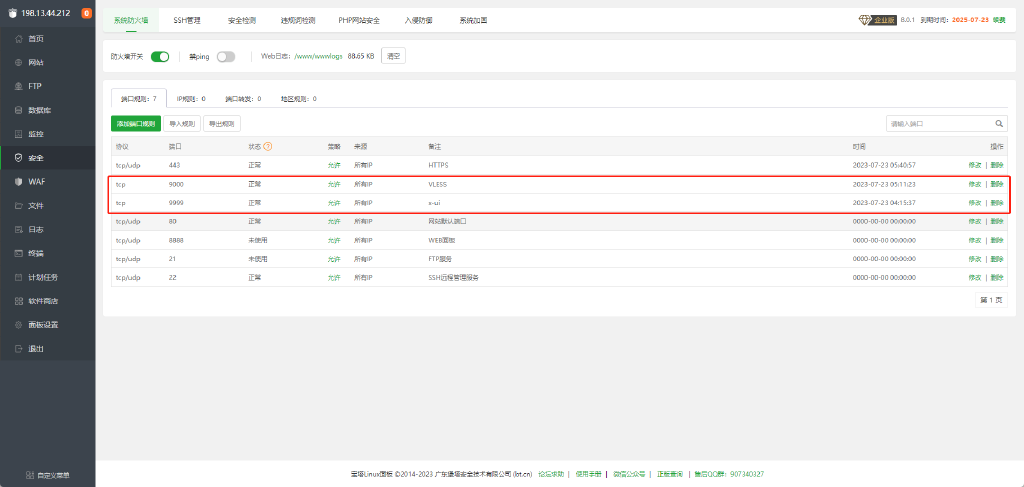 198.13.44.212 0
首页
网站
FTP
数据库
监控
安全
WAF
文件
日志
终端
计划任务
软件商店
面板设置
退出
自定义菜单
系统防火墙 SSH管理 安全检测 违规词检测 PHP网站安全 入侵防御 系统加固
企业版 8.0.1 到期时间：2025-07-23 续费
防火墙开关 禁ping Web日志：/www/wwwlogs 88.65 KB 清空
端口规则：7 IP规则：0 端口转发：0 地区规则：0
添加端口规则 导入规则 导出规则 请输入端口
协议 端口 状态 ? 策略 来源 备注 时间 操作
tcp/udp 443 正常 允许 所有IP HTTPS 2023-07-23 05:40:57 修改 | 删除
tcp 9000 正常 允许 所有IP VLESS 2023-07-23 05:11:23 修改 | 删除
tcp 9999 正常 允许 所有IP x-ui 2023-07-23 04:15:37 修改 | 删除
tcp/udp 80 正常 允许 所有IP 网站默认端口 0000-00-00 00:00:00 修改 | 删除
tcp/udp 8888 未使用 允许 所有IP WEB面板 0000-00-00 00:00:00 修改 | 删除
tcp/udp 21 未使用 允许 所有IP FTP服务 0000-00-00 00:00:00 修改 | 删除
tcp/udp 22 正常 允许 所有IP SSH远程管理服务 0000-00-00 00:00:00 修改 | 删除
第 1 页
宝塔Linux面板 ©2014-2023 广东堡塔安全技术有限公司 (bt.cn) 论坛求助 | 使用手册 | 微信公众号 | 正版查询 | 售后QQ群：907340327